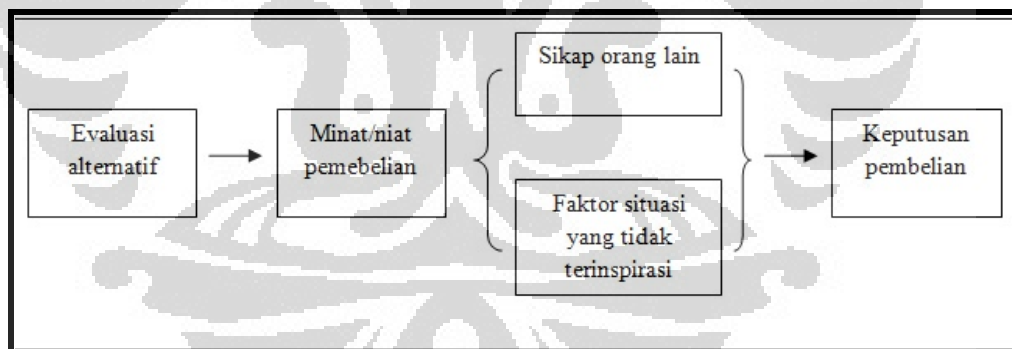 Evaluasi
alternatif
Minat/niat
pemebelian
Sikap orang lain
Faktor situasi
yang tidak
terinspirasi
Keputusan
pembelian